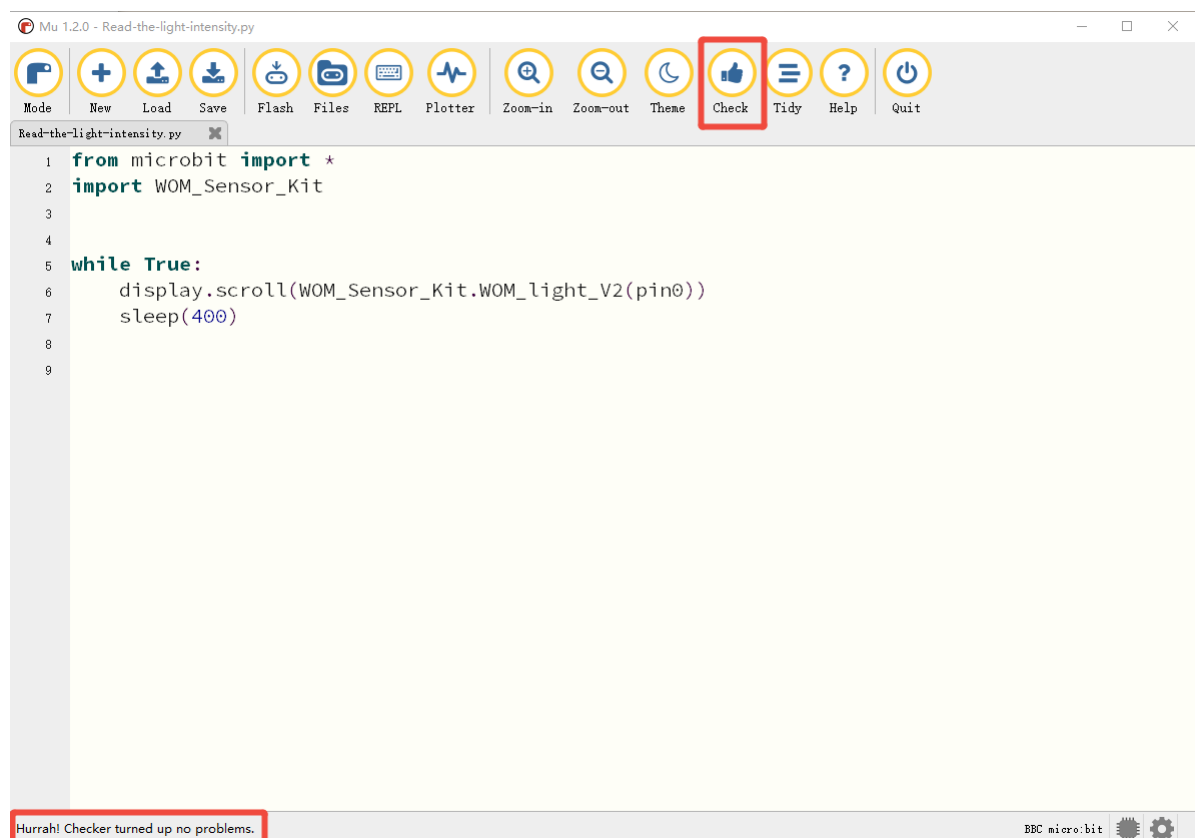 Mu 1.2.0 - Read-the-light-intensity.py
Mode New Load Save Flash Files REPL Plotter Zoom-in Zoom-out Theme Check Tidy Help Quit
Read-the-light-intensity.py
1 from microbit import *
2 import WOM_Sensor_Kit
3
4
5 while True:
6     display.scroll(WOM_Sensor_Kit.WOM_light_V2(pin0))
7     sleep(400)
8
9
Hurrah! Checker turned up no problems. BBC micro:bit